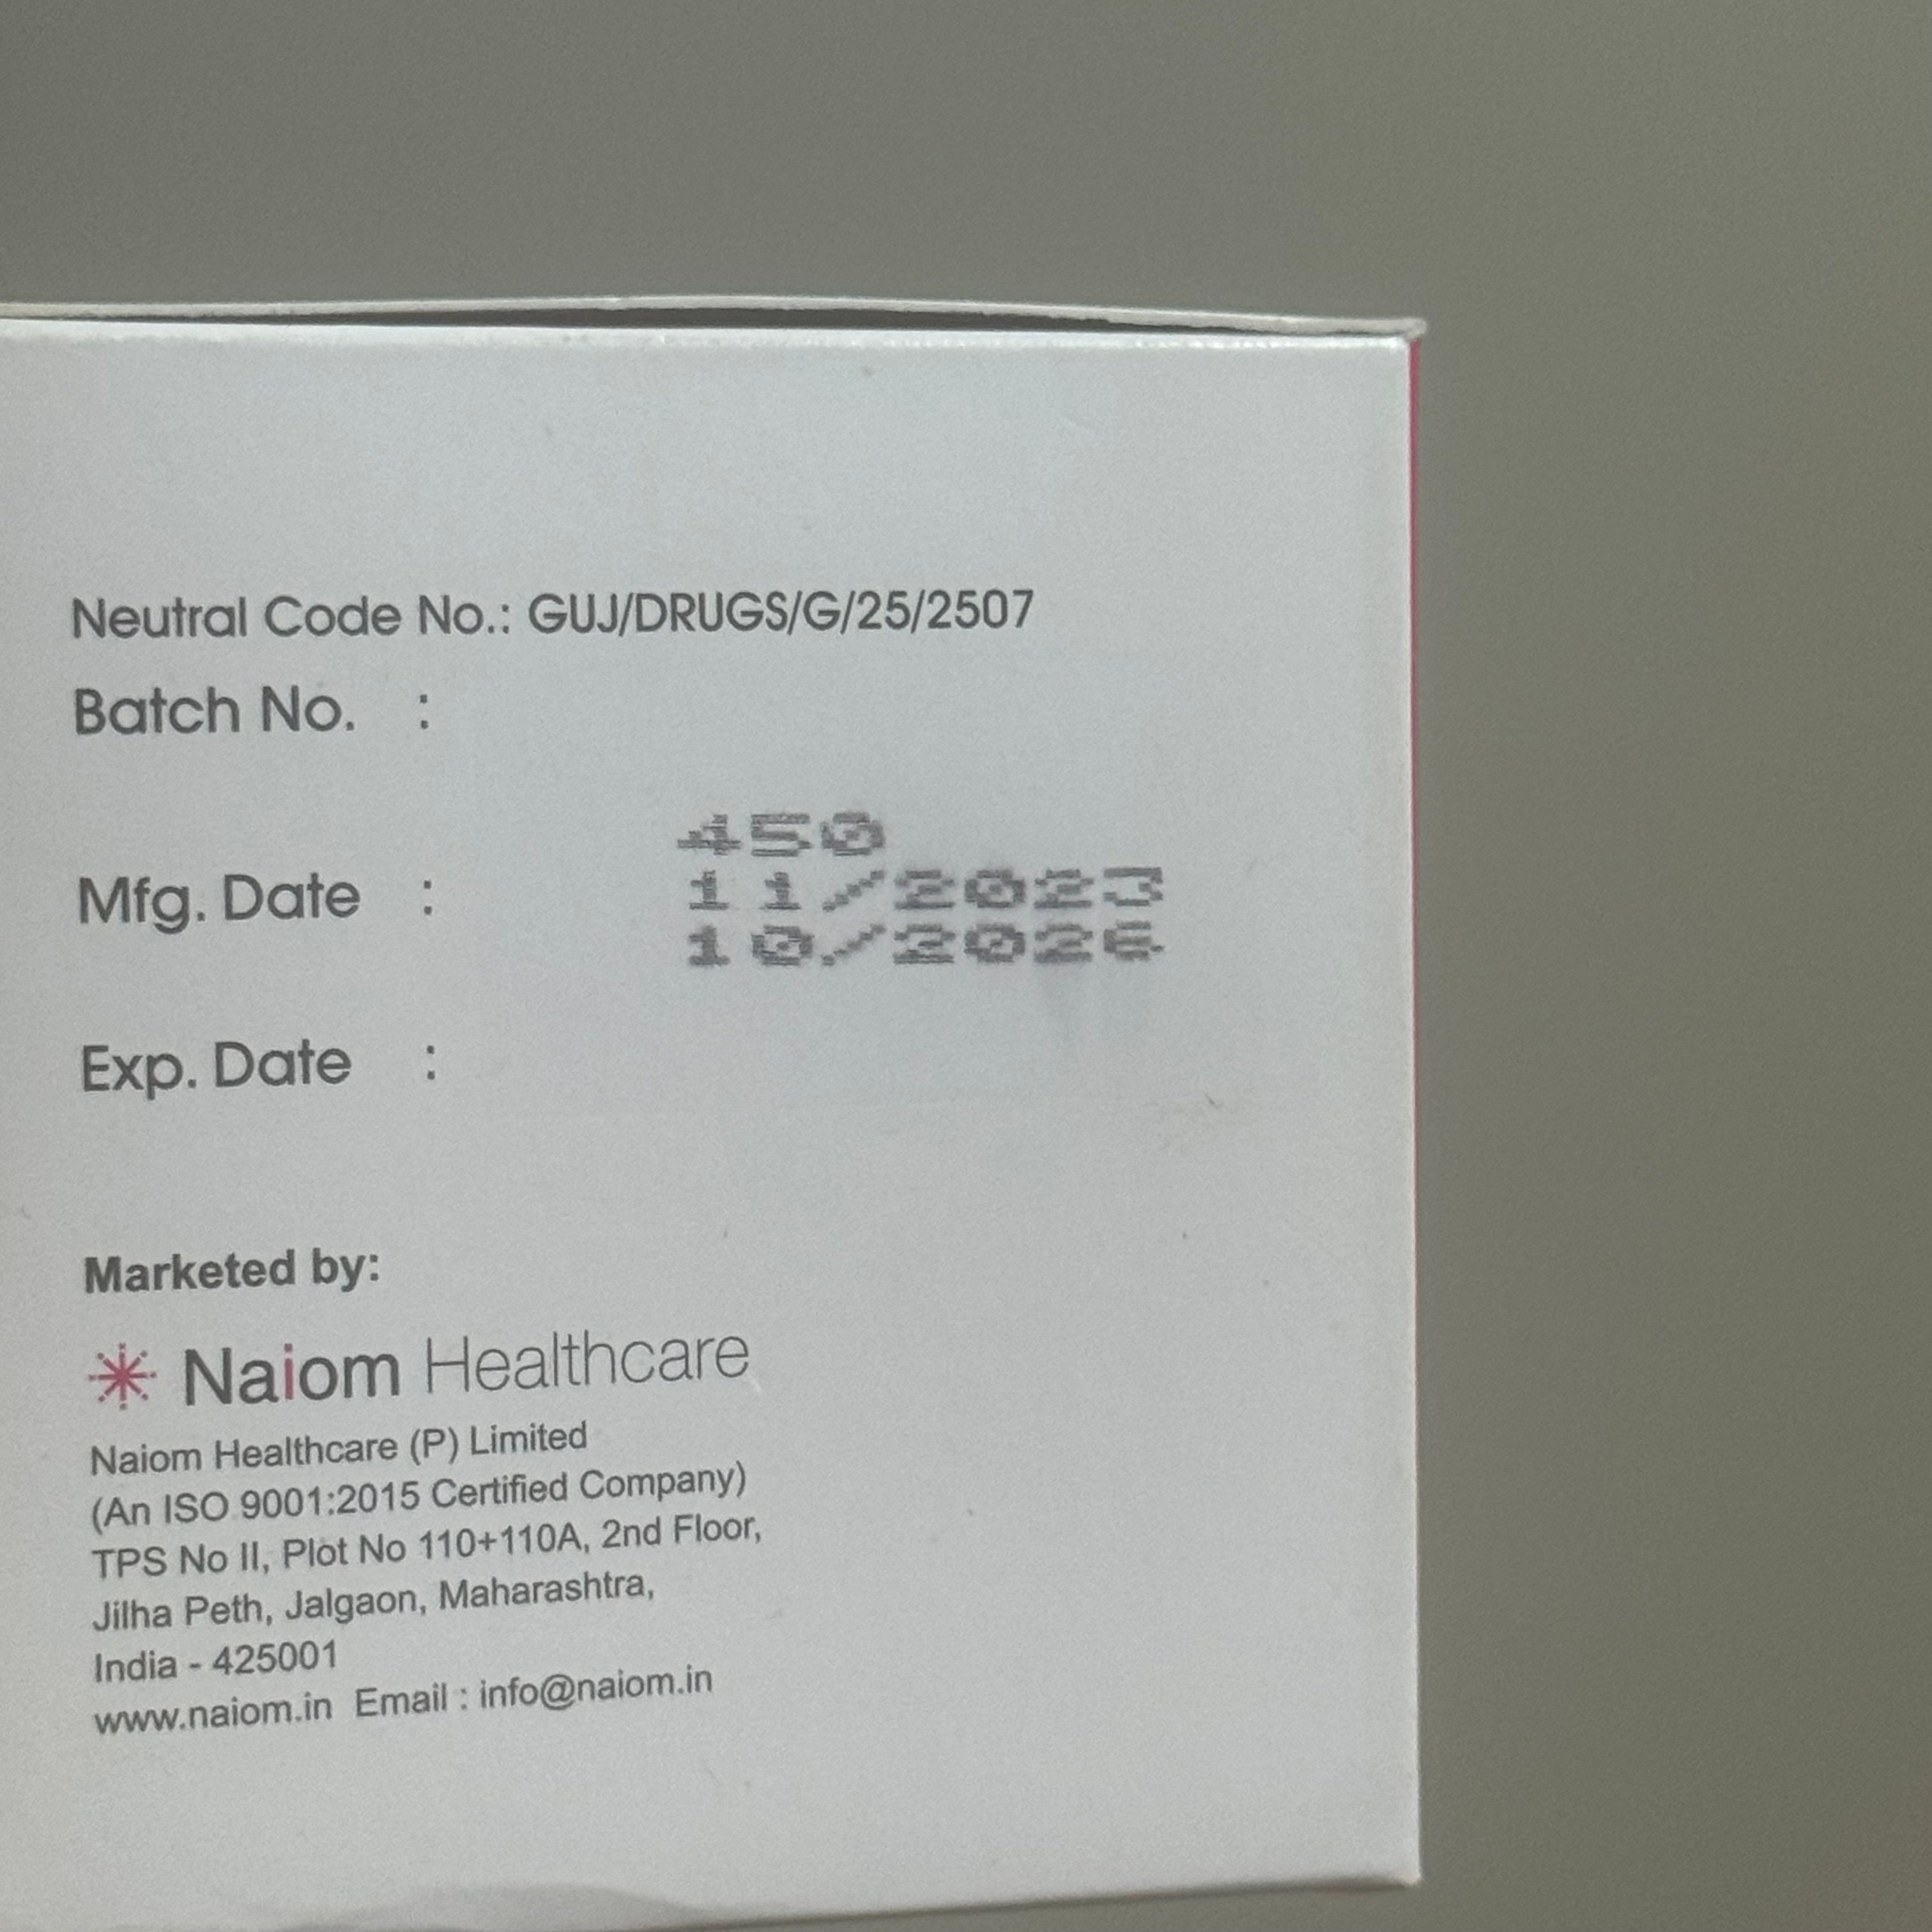 Neutral Code No.: GUJ/DRUGS/G/25/2507
Batch No. :
450
Mfg. Date :
11/2023
10/2026
Exp. Date :
Marketed by:
Naiom Healthcare
Naiom Healthcare (P) Limited
(An ISO 9001:2015 Certified Company)
TPS No II, Plot No 110+110A, 2nd Floor,
Jilha Peth, Jalgaon, Maharashtra,
India - 425001
www.naiom.in Email : info@naiom.in